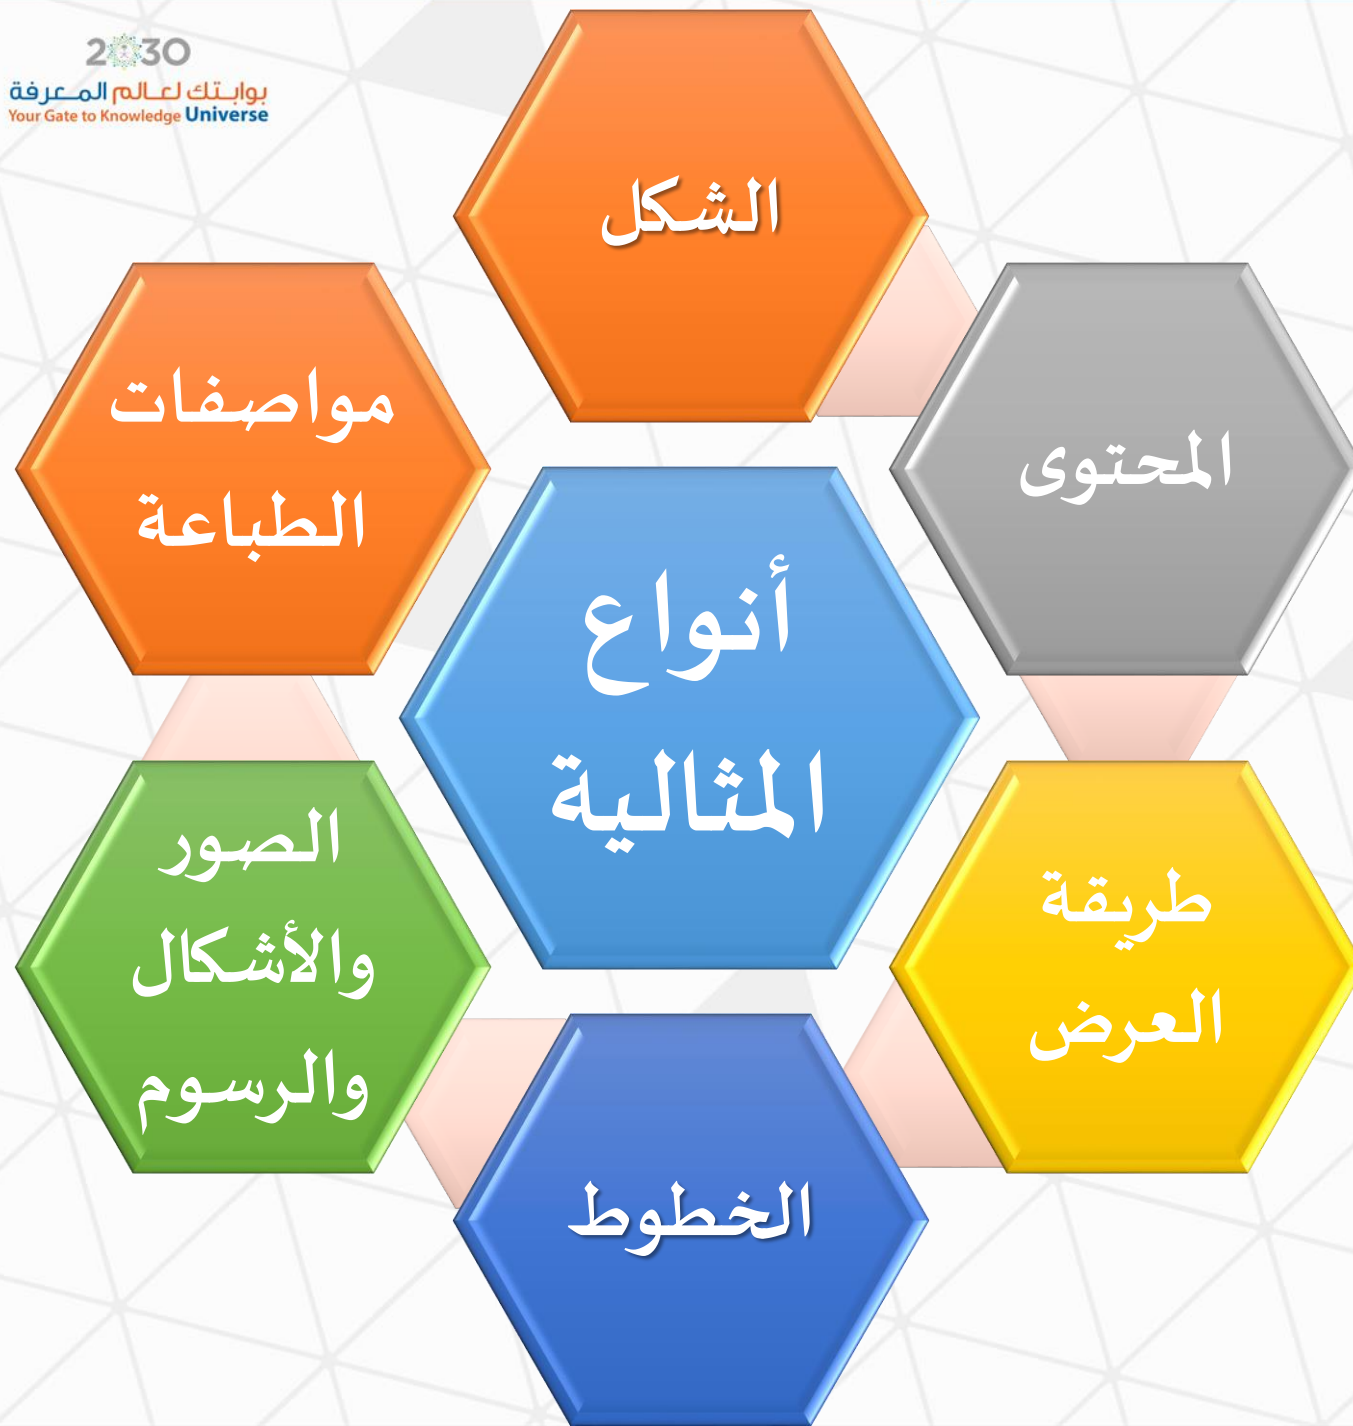 2030
بوابتك لعالم المعرفة
Your Gate to Knowledge Universe
الشكل
المحتوى
مواصفات
الطباعة
أنواع
المثالية
طريقة
العرض
الصور
والأشكال
والرسوم
الخطوط